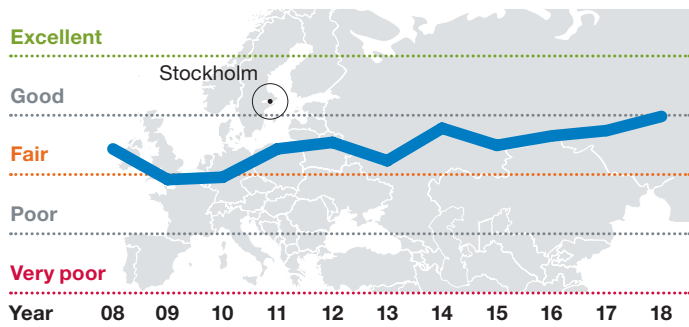 Excellent
Stockholm
Good
Fair
Poor
Very poor
Year 08 09 10 11 12 13 14 15 16 17 18